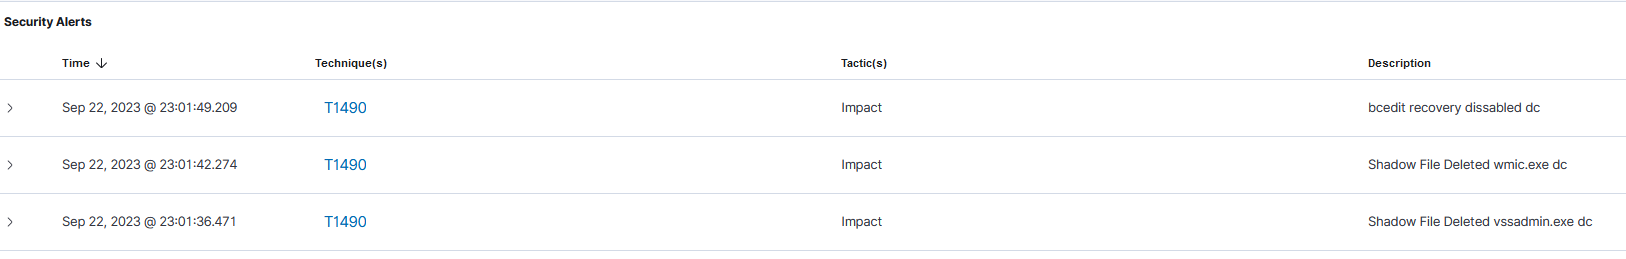 Security Alerts
Time ↓ Technique(s) Tactic(s) Description
Sep 22, 2023 @ 23:01:49.209 T1490 Impact bcedit recovery dissabled dc
Sep 22, 2023 @ 23:01:42.274 T1490 Impact Shadow File Deleted wmic.exe dc
Sep 22, 2023 @ 23:01:36.471 T1490 Impact Shadow File Deleted vssadmin.exe dc